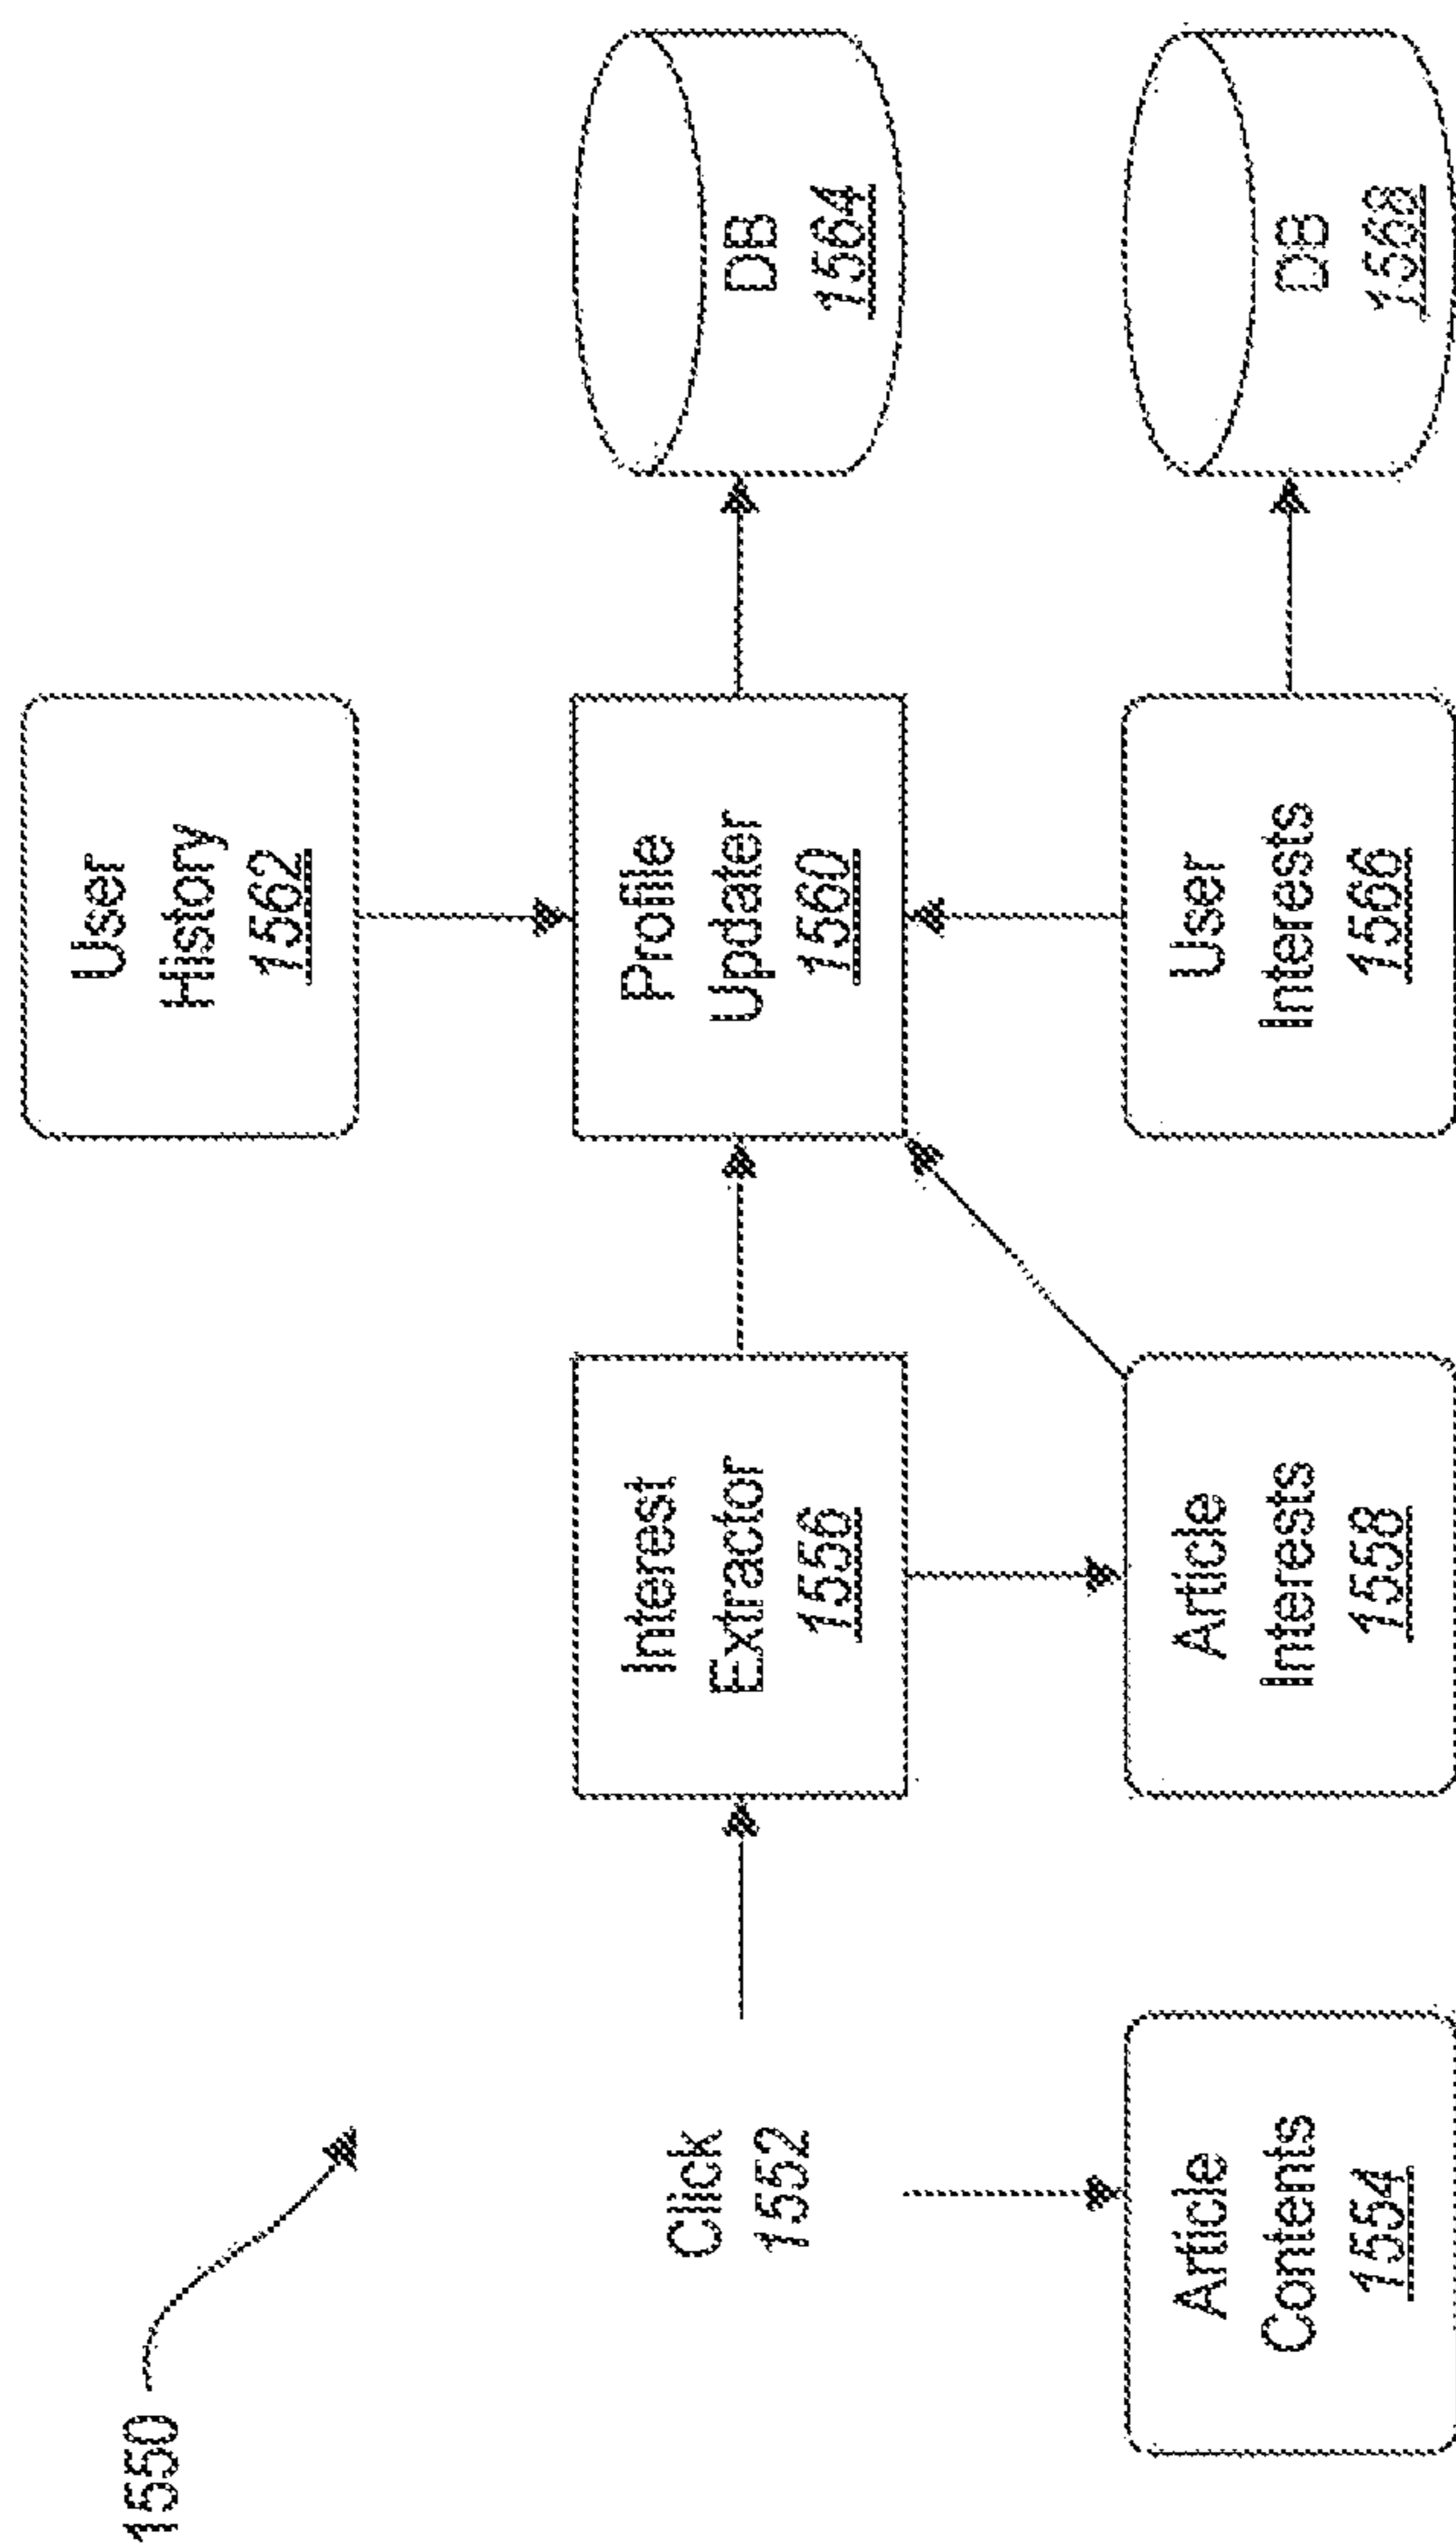 1550
User
History
1562
Click
1552
Interest
Extractor
1556
Profile
Updater
1560
DB
1564
Article
Contents
1554
Article
Interests
1558
User
Interests
1566
DB
1568